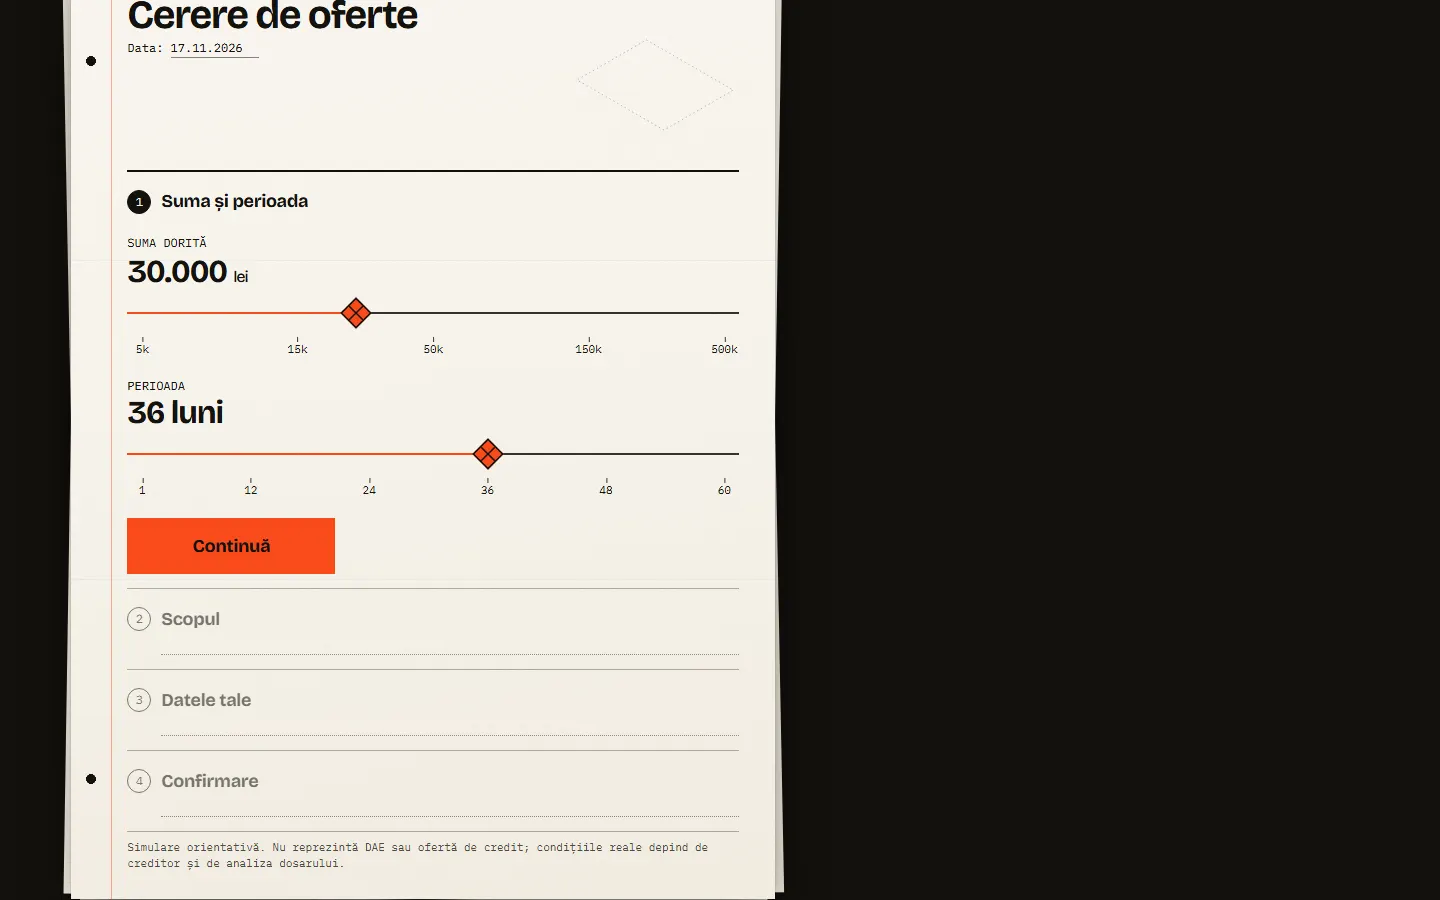 Cerere de oferte
Data: 17.11.2026
1 Suma și perioada
SUMA DORITĂ
30.000 lei
5k 15k 50k 150k 500k
PERIOADA
36 luni
1 12 24 36 48 60
Continuă
2 Scopul
3 Datele tale
4 Confirmare
Simulare orientativă. Nu reprezintă DAE sau ofertă de credit; condițiile reale depind de
creditor și de analiza dosarului.